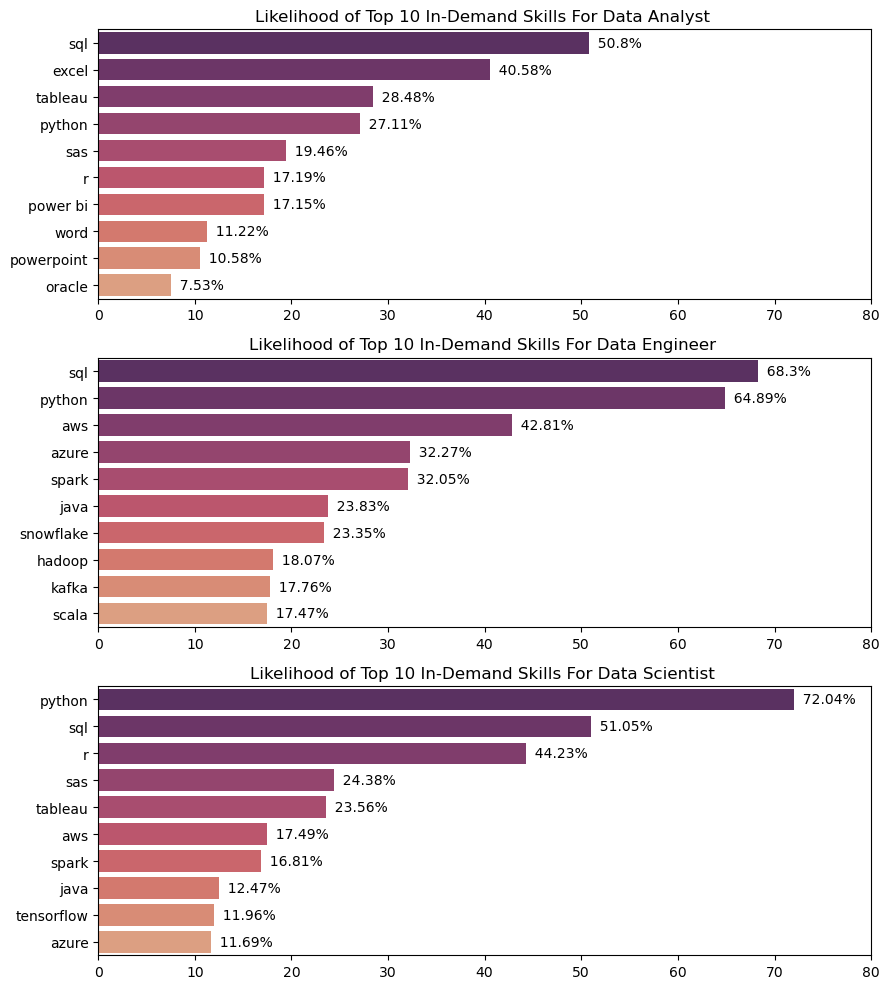 Likelihood of Top 10 In-Demand Skills For Data Analyst
sql 50.8%
excel 40.58%
tableau 28.48%
python 27.11%
sas 19.46%
r 17.19%
power bi 17.15%
word 11.22%
powerpoint 10.58%
oracle 7.53%
0 10 20 30 40 50 60 70 80
Likelihood of Top 10 In-Demand Skills For Data Engineer
sql 68.3%
python 64.89%
aws 42.81%
azure 32.27%
spark 32.05%
java 23.83%
snowflake 23.35%
hadoop 18.07%
kafka 17.76%
scala 17.47%
0 10 20 30 40 50 60 70 80
Likelihood of Top 10 In-Demand Skills For Data Scientist
python 72.04%
sql 51.05%
r 44.23%
sas 24.38%
tableau 23.56%
aws 17.49%
spark 16.81%
java 12.47%
tensorflow 11.96%
azure 11.69%
0 10 20 30 40 50 60 70 80